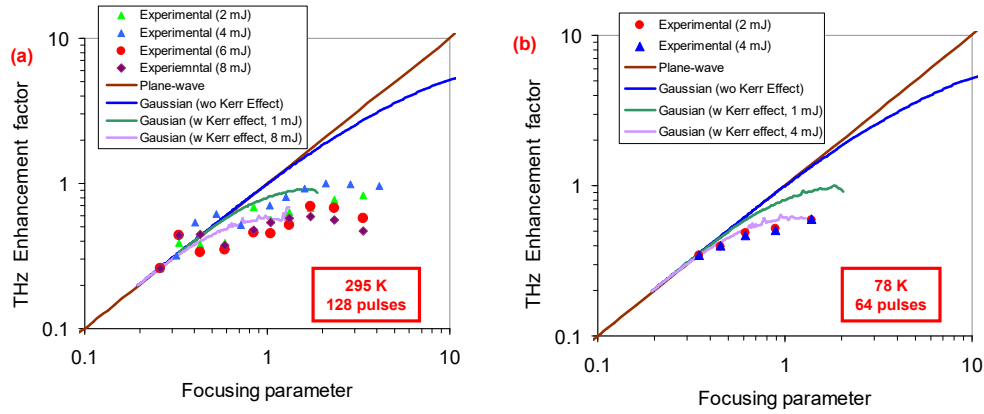 (a)
Experimental (2 mJ)
Experimental (4 mJ)
Experimental (6 mJ)
Experiemntal (8 mJ)
Plane-wave
Gaussian (wo Kerr Effect)
Gaussian (w Kerr effect, 1 mJ)
Gausian (w Kerr effect, 8 mJ)
THz Enhancement factor
10
1
0.1
0.1
1
10
Focusing parameter
295 K
128 pulses
(b)
Experimental (2 mJ)
Experimental (4 mJ)
Plane-wave
Gaussian (wo Kerr Effect)
Gaussian (w Kerr effect, 1 mJ)
Gausian (w Kerr effect, 4 mJ)
THz Enhancement factor
10
1
0.1
0.1
1
10
Focusing parameter
78 K
64 pulses